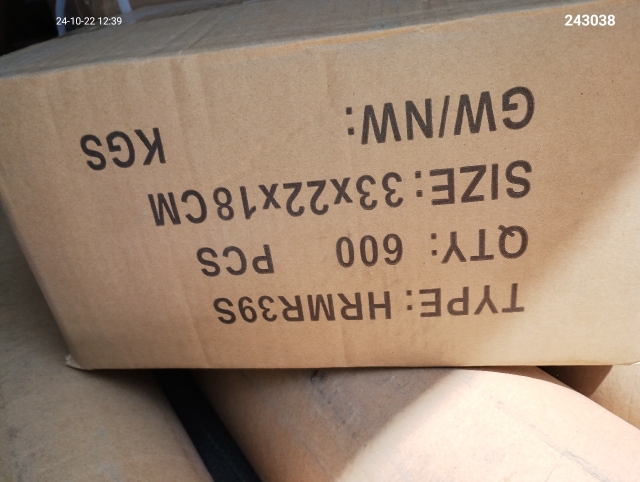 24-10-22 12:39
243038
TYPE: HRMR39S
QTY: 600 PCS
SIZE: 33x22x18CM
GW/NW: KGS